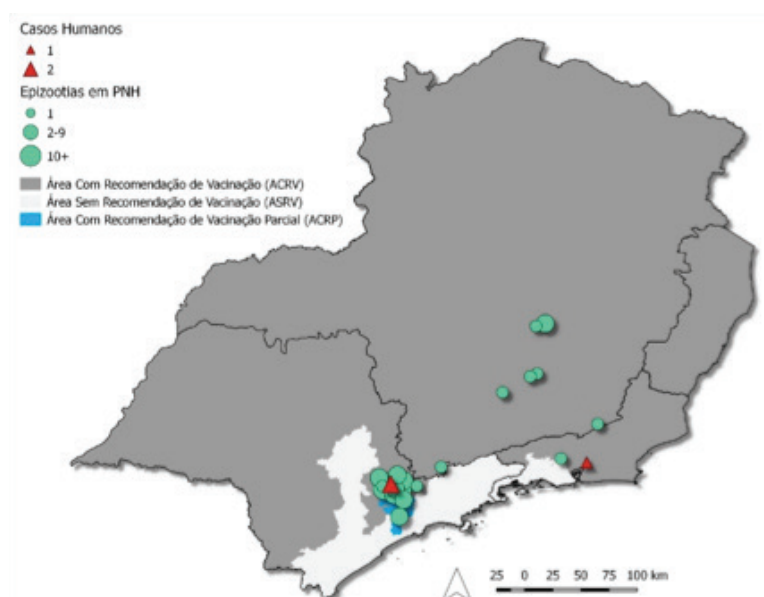 Casos Humanos
1
2
Epizootias em PNH
1
2-9
10+
Área Com Recomendação de Vacinação (ACRV)
Área Sem Recomendação de Vacinação (ASRV)
Área Com Recomendação de Vacinação Parcial (ACRP)
25 0 25 50 75 100 km